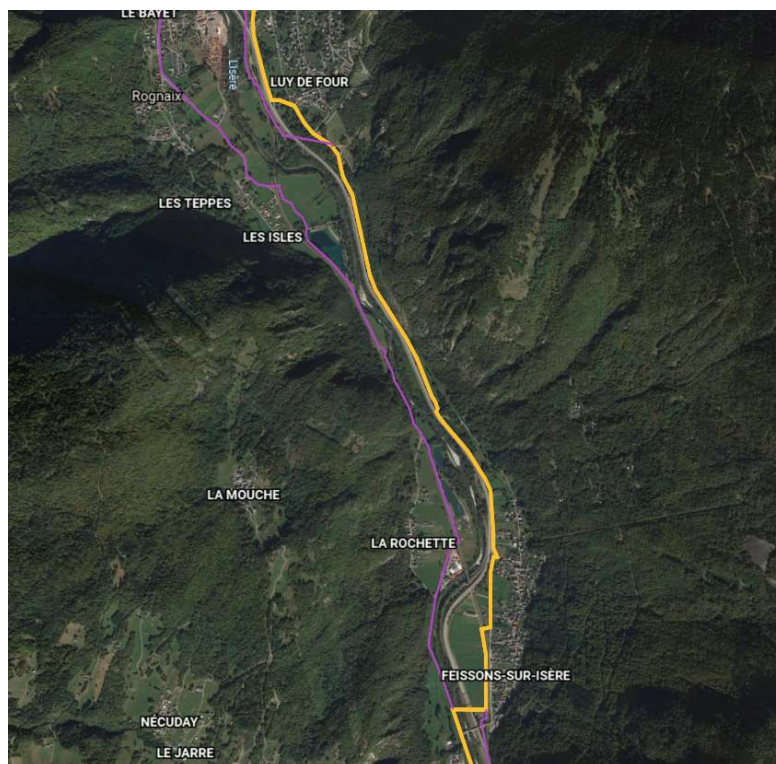 LE BAYET
Lisère
LUY DE FOUR
Rognaix
LES TEPPES
LES ISLES
LA MOUCHE
LA ROCHETTE
FEISSONS-SUR-ISÈRE
NÉCUDAY
LE JARRE